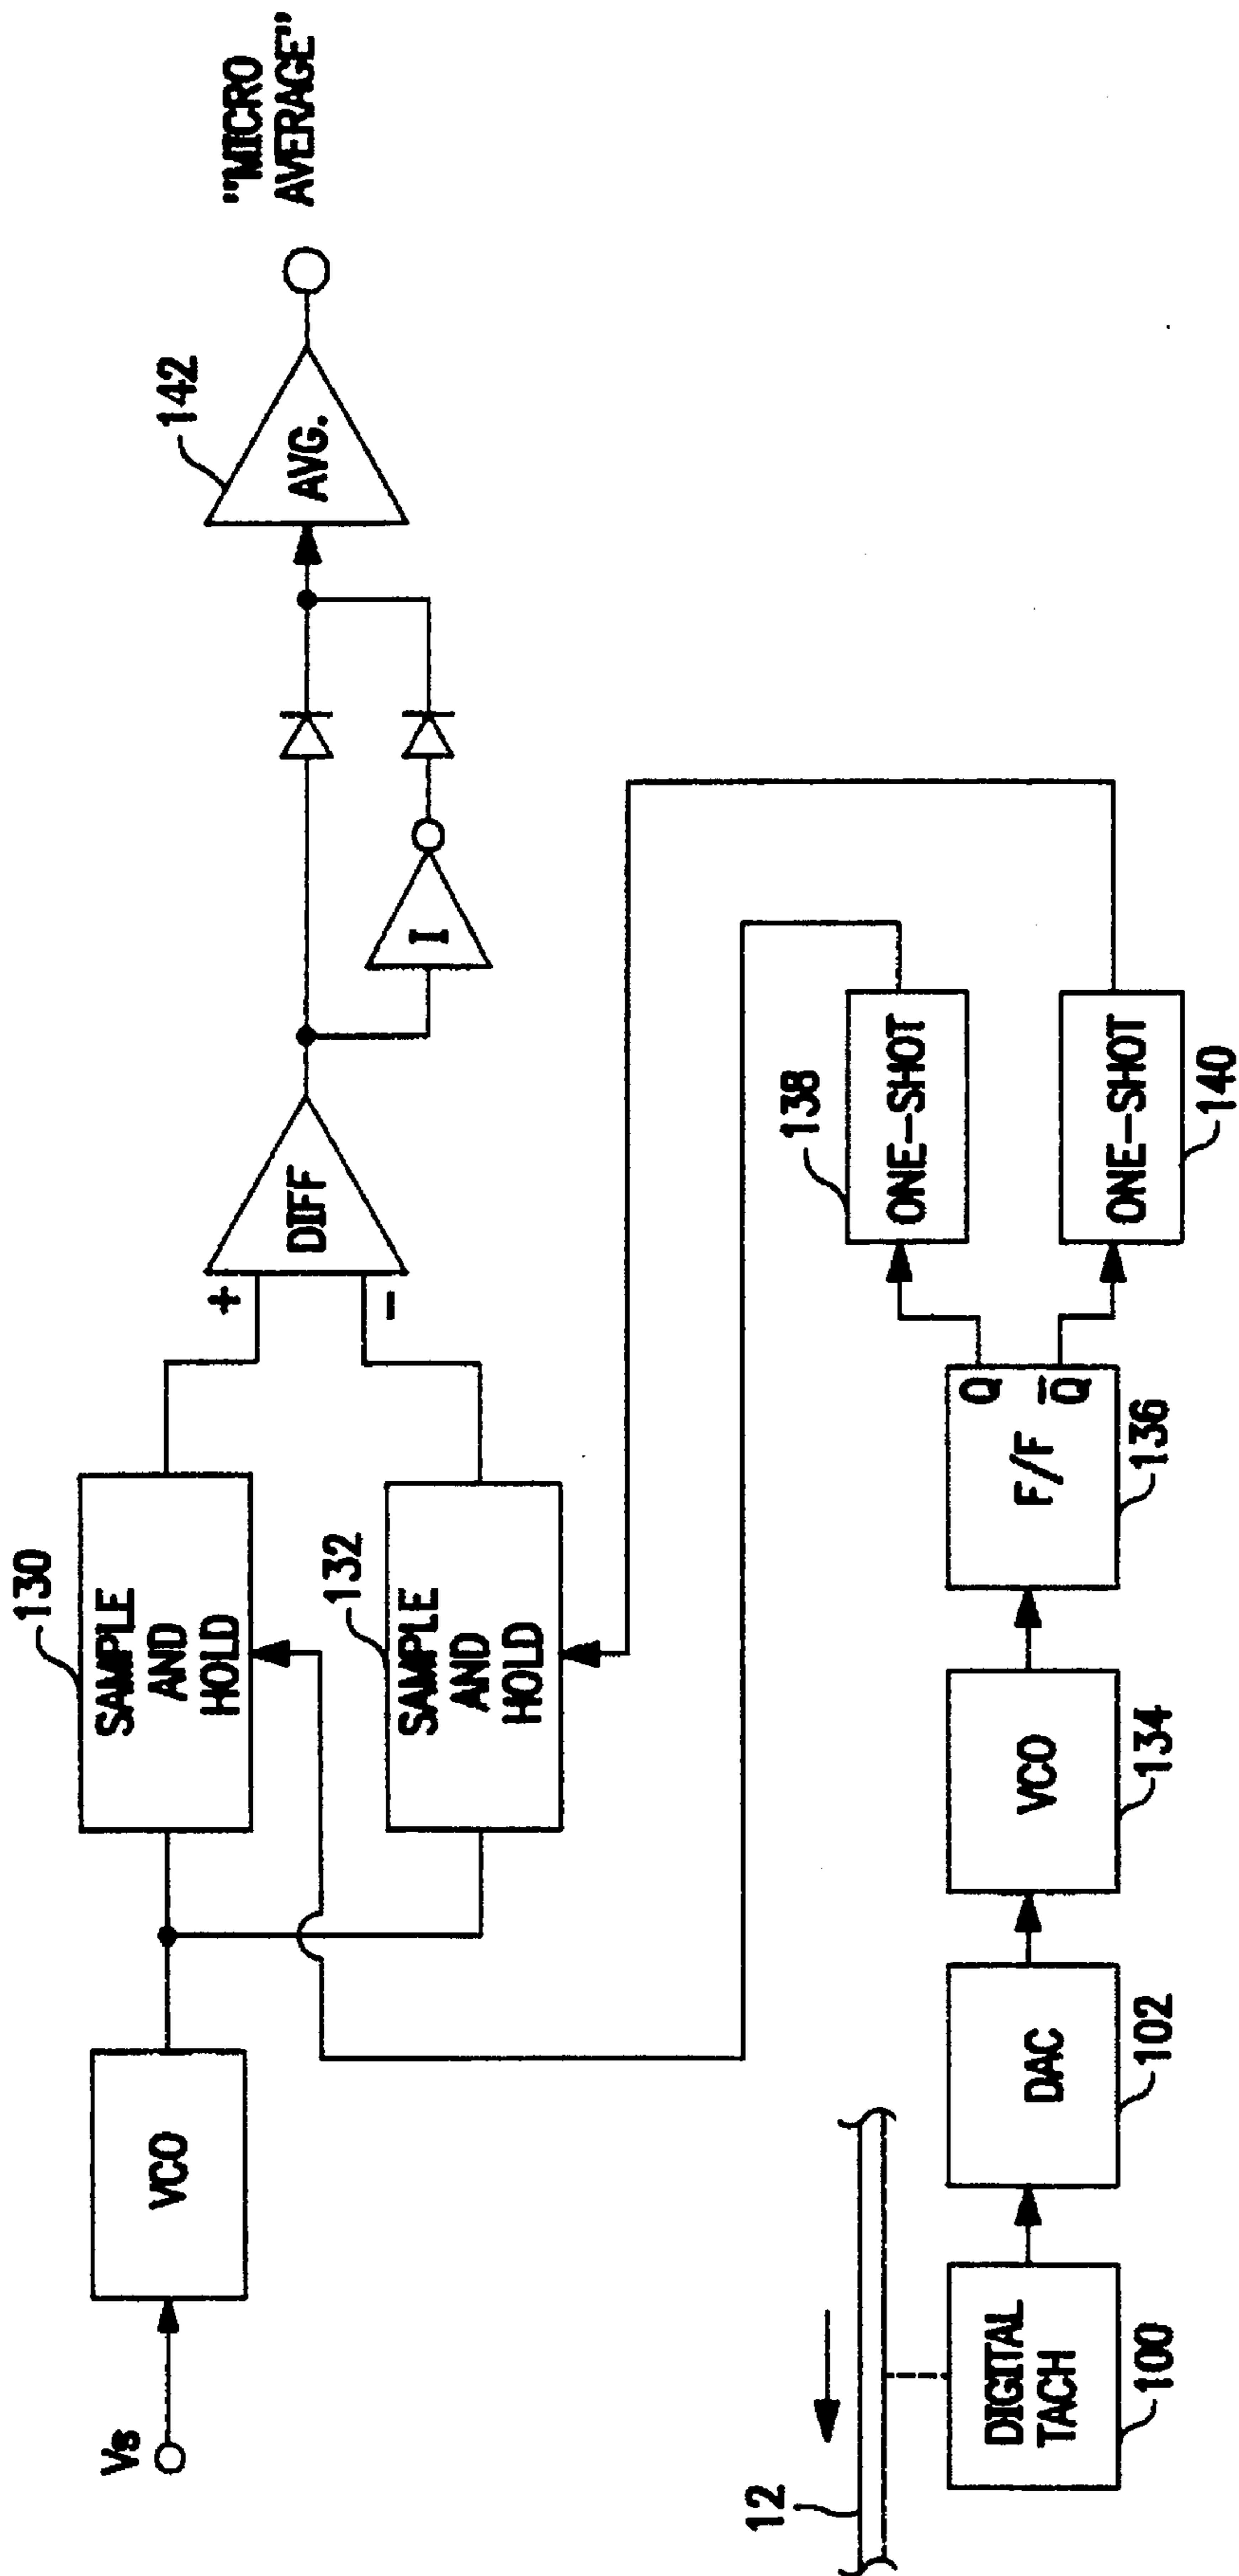 "MICRO
AVERAGE"
142
AVG.
I
DIFF
+
−
130
SAMPLE
AND
HOLD
132
SAMPLE
AND
HOLD
VCO
Vs
138
ONE-SHOT
ONE-SHOT
140
Q
Q̅
F/F
136
VCO
134
DAC
102
12
DIGITAL
TACH
100